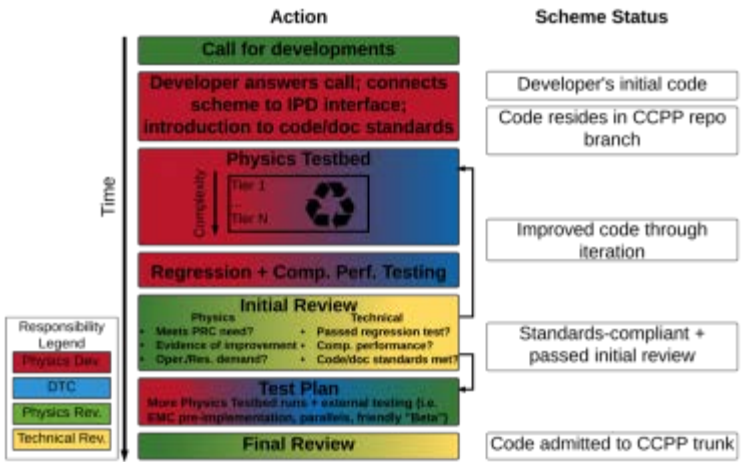 Action
Scheme Status
Time
Call for developments
Developer answers call; connects
scheme to IPD interface;
introduction to code/doc standards
Developer's initial code
Code resides in CCPP repo
branch
Physics Testbed
Complexity
Tier 1
...
Tier N
Improved code through
iteration
Regression + Comp. Perf. Testing
Initial Review
Physics
• Meets PRC need?
• Evidence of improvement
• Oper./Res. demand?
Technical
• Passed regression test?
• Comp. performance?
• Code/doc standards met?
Standards-compliant +
passed initial review
Test Plan
More Physics Testbed runs + external testing (i.e.
EMC pre-implementation, parallels, friendly "Beta")
Final Review
Code admitted to CCPP trunk
Responsibility
Legend
Physics Dev.
DTC
Physics Rev.
Technical Rev.